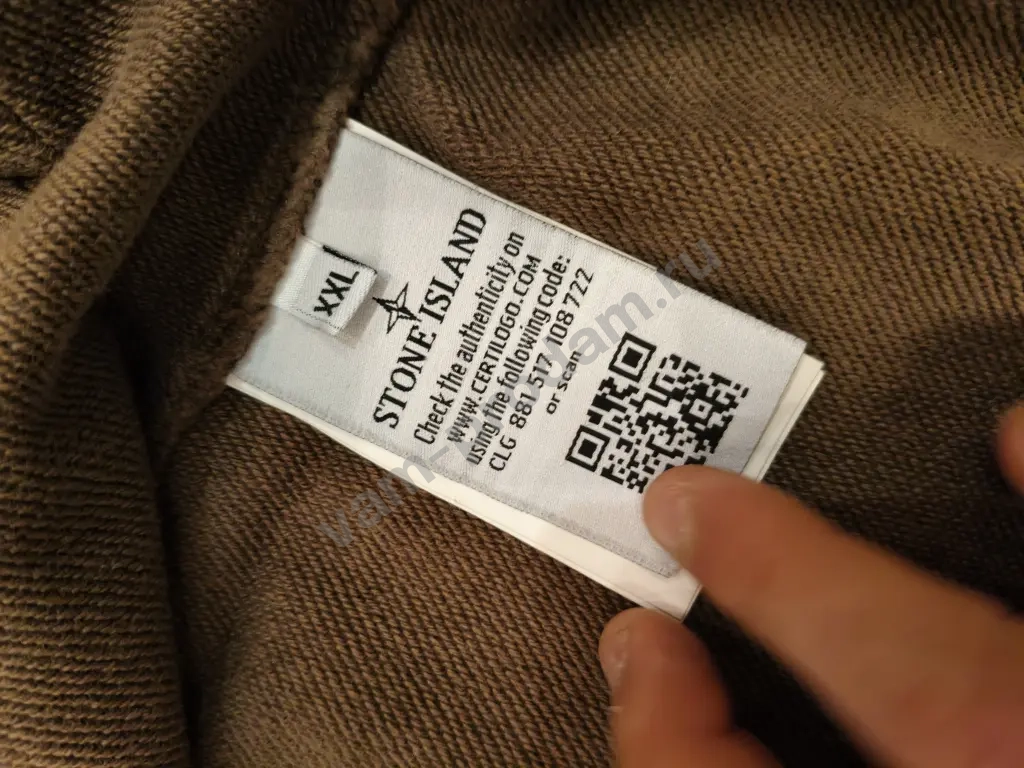 XXL
STONE ISLAND
Check the authenticity on
WWW.CERTILOGO.COM
using the following code:
CLG 881 517 108 722
or scan